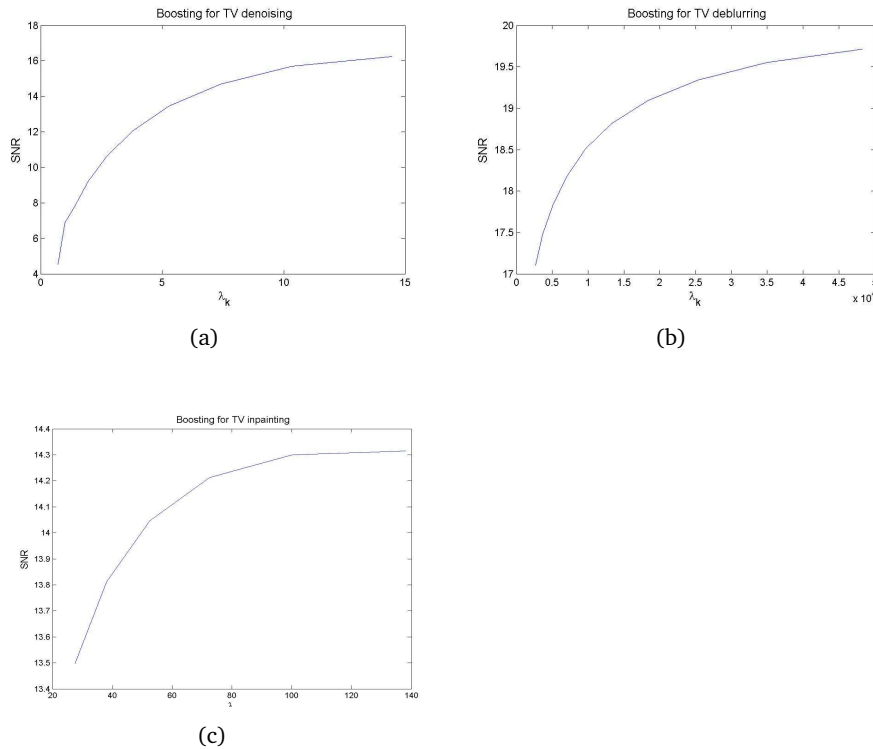 Boosting for TV denoising
18
16
14
12
10
8
6
4
SNR
0 5 10 15
λk
(a)
Boosting for TV deblurring
20
19.5
19
18.5
18
17.5
17
SNR
0 0.5 1 1.5 2 2.5 3 3.5 4 4.5
λk
x 10
(b)
Boosting for TV inpainting
14.4
14.3
14.2
14.1
14
13.9
13.8
13.7
13.6
13.5
13.4
SNR
20 40 60 80 100 120 140
λ
(c)